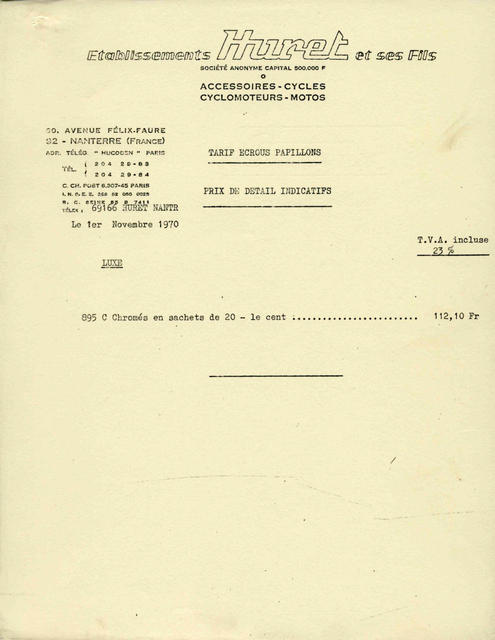 Etablissements Huret et ses Fils
SOCIÉTÉ ANONYME CAPITAL 500.000 F
ACCESSOIRES - CYCLES
CYCLOMOTEURS - MOTOS
60, AVENUE FÉLIX-FAURE
92 - NANTERRE (FRANCE)
ADR. TÉLÉG. " HUGODEN " PARIS
TÉL. 204 29-83
204 29-84
C. CH. POST 6.307-45 PARIS
TÉLEX : 69166 HURET NANTR
Le 1er Novembre 1970
TARIF ECROUS PAPILLONS
PRIX DE DETAIL INDICATIFS
T.V.A. incluse
23 %
LUXE
895 C Chromés en sachets de 20 - le cent :....................... 112,10 Fr